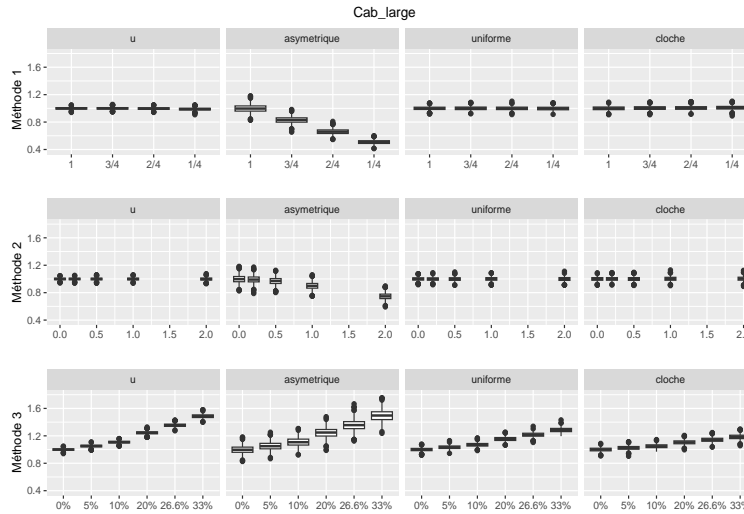 Cab_large
u asymetrique uniforme cloche
Méthode 1
1.6
1.2
0.8
0.4
1 3/4 2/4 1/4 1 3/4 2/4 1/4 1 3/4 2/4 1/4 1 3/4 2/4 1/4
u asymetrique uniforme cloche
Méthode 2
1.6
1.2
0.8
0.4
0.0 0.5 1.0 1.5 2.0 0.0 0.5 1.0 1.5 2.0 0.0 0.5 1.0 1.5 2.0 0.0 0.5 1.0 1.5 2.0
u asymetrique uniforme cloche
Méthode 3
1.6
1.2
0.8
0.4
0% 5% 10% 20% 26.6% 33% 0% 5% 10% 20% 26.6% 33% 0% 5% 10% 20% 26.6% 33% 0% 5% 10% 20% 26.6% 33%